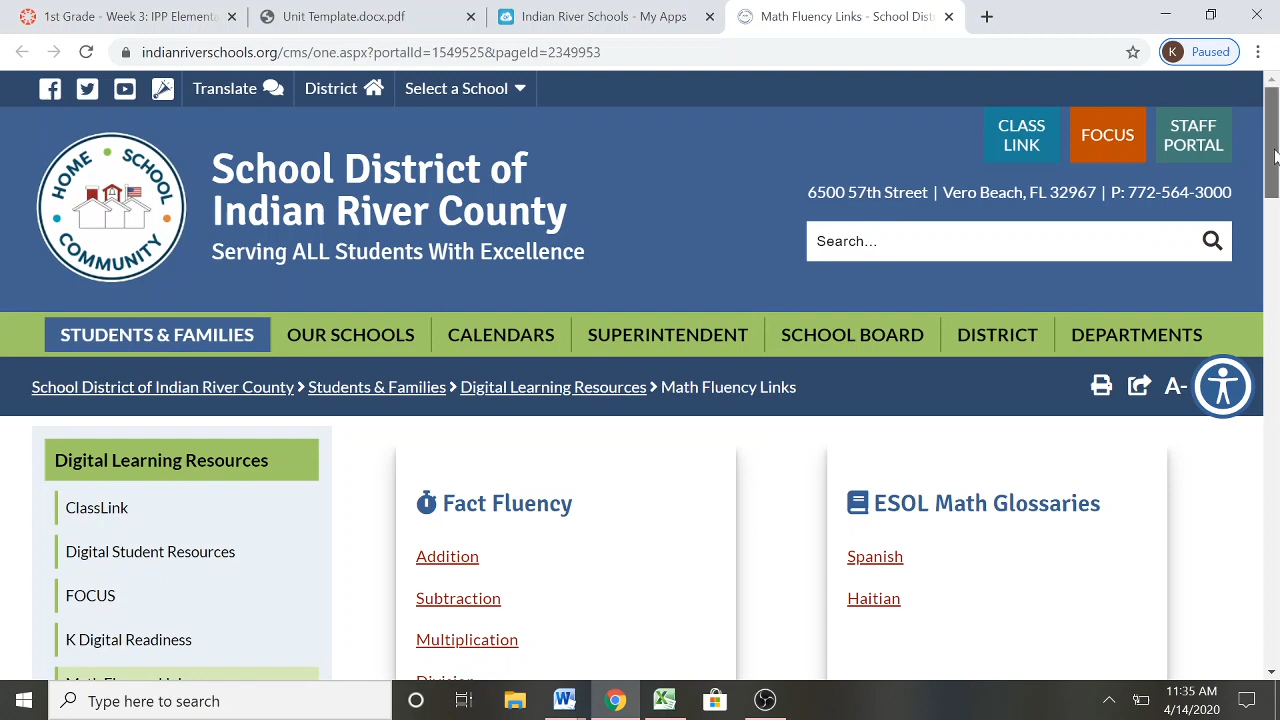 1st Grade - Week 3: IPP Elementa
Unit Template.docx.pdf
Indian River Schools - My Apps
Math Fluency Links - ESOL Dist
indianriverschools.org/cms/one.aspx?portalId=1549525&pageId=2349953
K Paused
Translate
District
Select a School
CLASS LINK
FOCUS
STAFF PORTAL
HOME SCHOOL COMMUNITY
School District of
Indian River County
Serving ALL Students With Excellence
6500 57th Street | Vero Beach, FL 32967 | P: 772-564-3000
Search...
STUDENTS & FAMILIES
OUR SCHOOLS
CALENDARS
SUPERINTENDENT
SCHOOL BOARD
DISTRICT
DEPARTMENTS
School District of Indian River County > Students & Families > Digital Learning Resources > Math Fluency Links
A-
Digital Learning Resources
ClassLink
Digital Student Resources
FOCUS
K Digital Readiness
Fact Fluency
Addition
Subtraction
Multiplication
Division
ESOL Math Glossaries
Spanish
Haitian
Type here to search
11:35 AM
4/14/2020